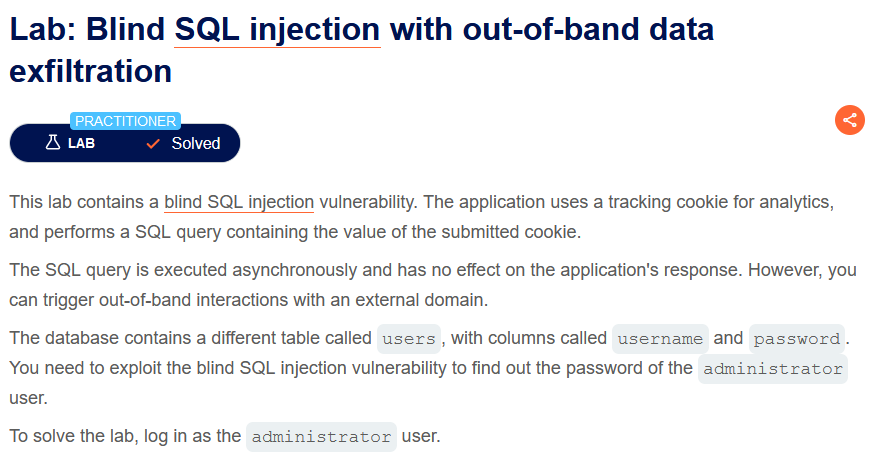 Lab: Blind SQL injection with out-of-band data
exfiltration
PRACTITIONER
LAB Solved
This lab contains a blind SQL injection vulnerability. The application uses a tracking cookie for analytics,
and performs a SQL query containing the value of the submitted cookie.
The SQL query is executed asynchronously and has no effect on the application's response. However, you
can trigger out-of-band interactions with an external domain.
The database contains a different table called users, with columns called username and password.
You need to exploit the blind SQL injection vulnerability to find out the password of the administrator
user.
To solve the lab, log in as the administrator user.